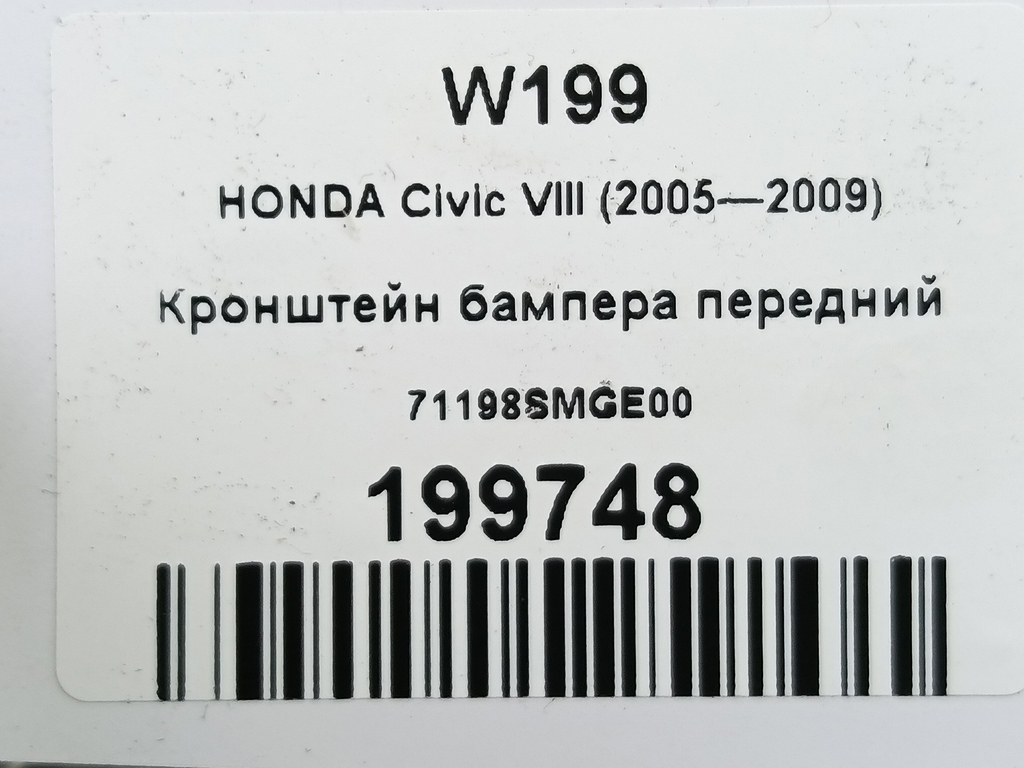 W199
HONDA Civic VIII (2005—2009)
Кронштейн бампера передний
71198SMGE00
199748